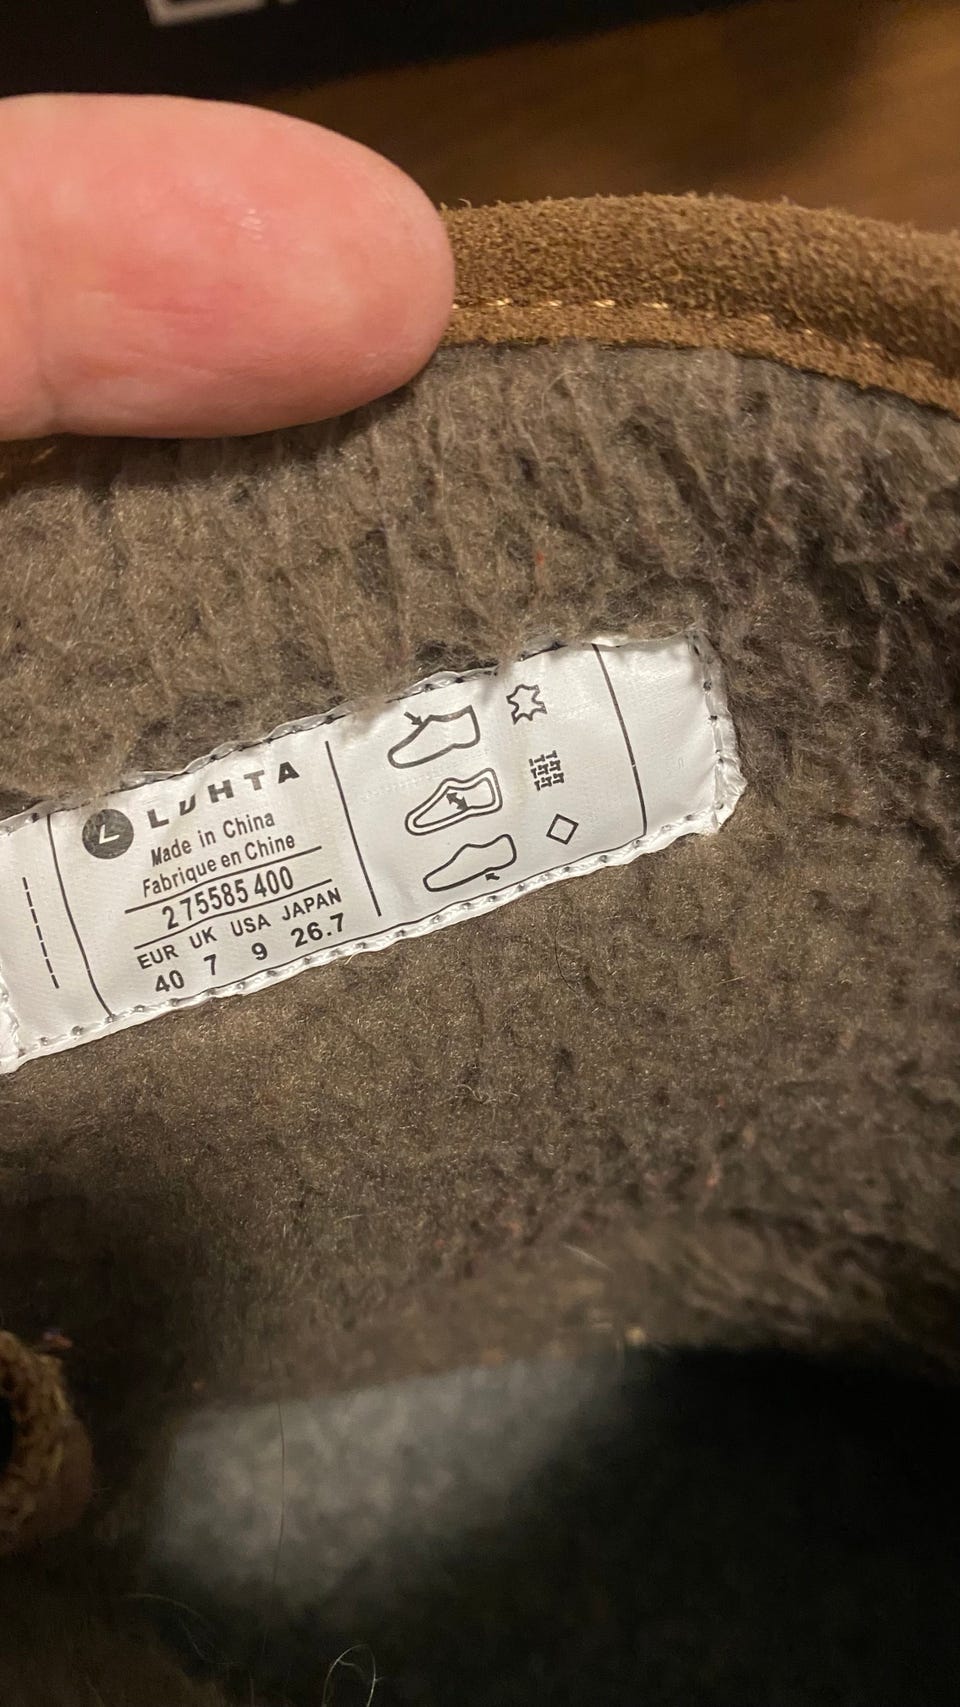 L LUHTA
Made in China
Fabrique en Chine
2 75585 400
EUR UK USA JAPAN
40 7 9 26.7